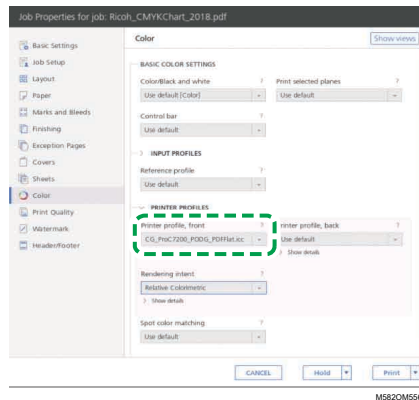 Job Properties for job: Ricoh_CMYKChart_2018.pdf
Basic Settings
Job Setup
Layout
Paper
Marks and Bleeds
Finishing
Exception Pages
Covers
Sheets
Color
Print Quality
Watermark
Header/Footer
Color
Show views
BASIC COLOR SETTINGS
Color/Black and white ? Print selected planes ?
Use default [Color] Use default
Control bar ?
Use default
INPUT PROFILES
Reference profile ?
Use default
PRINTER PROFILES
Printer profile, front ? Printer profile, back ?
CG_ProC7200_PODG_PDFFlat.icc Use default
Show details
Rendering intent ?
Relative Colorimetric
Show details
Spot color matching ?
Use default
CANCEL Hold Print